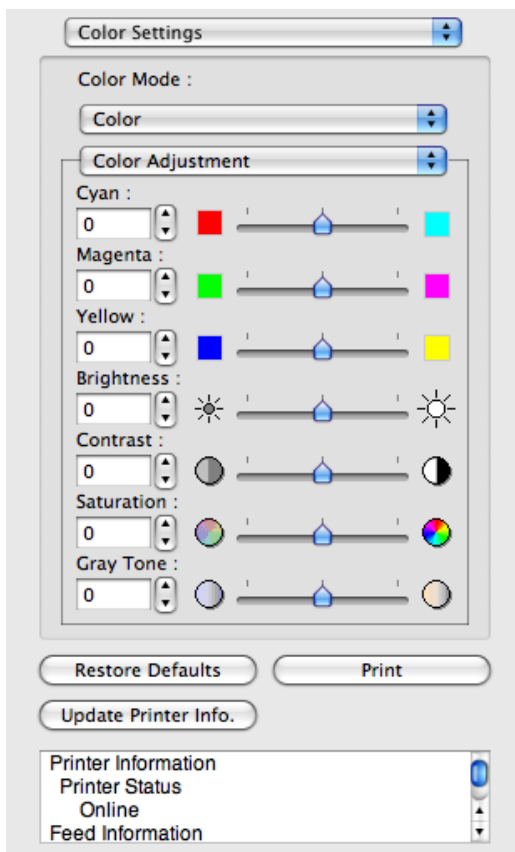 Color Settings
Color Mode :
Color
Color Adjustment
Cyan :
0
Magenta :
0
Yellow :
0
Brightness :
0
Contrast :
0
Saturation :
0
Gray Tone :
0
Restore Defaults
Print
Update Printer Info.
Printer Information
Printer Status
Online
Feed Information